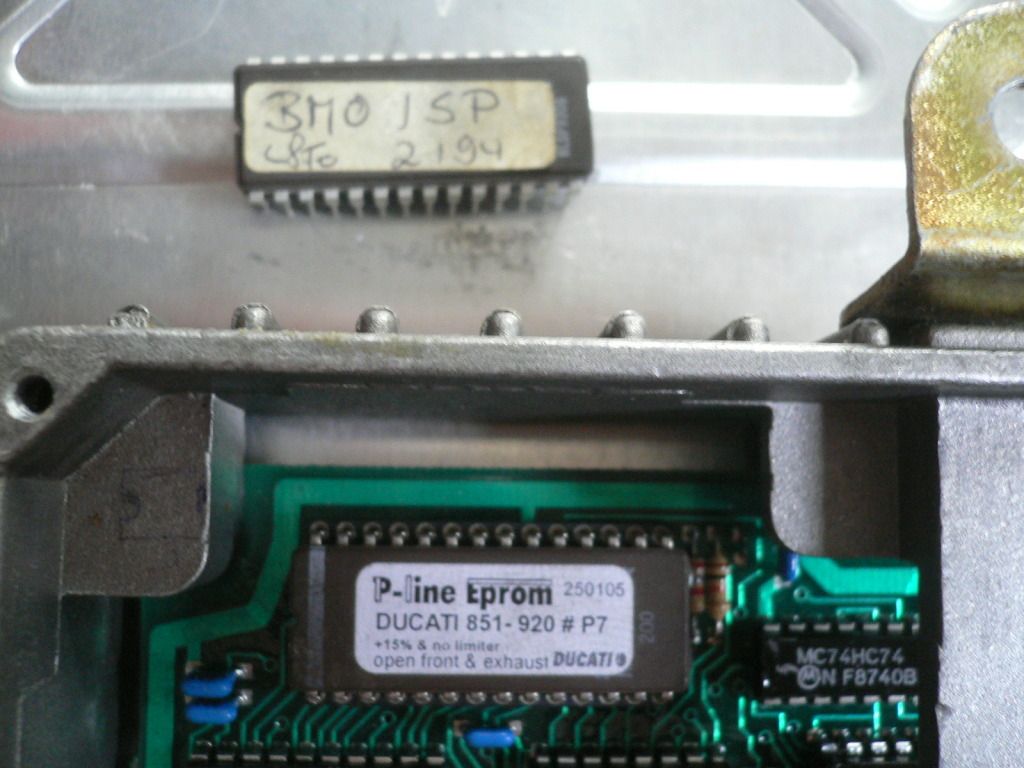 BMO 1SP
2194
P-line Eprom 250105
DUCATI 851- 920 # P7
+15% & no limiter
open front & exhaust DUCATI
200
MC74HC74
F8740B